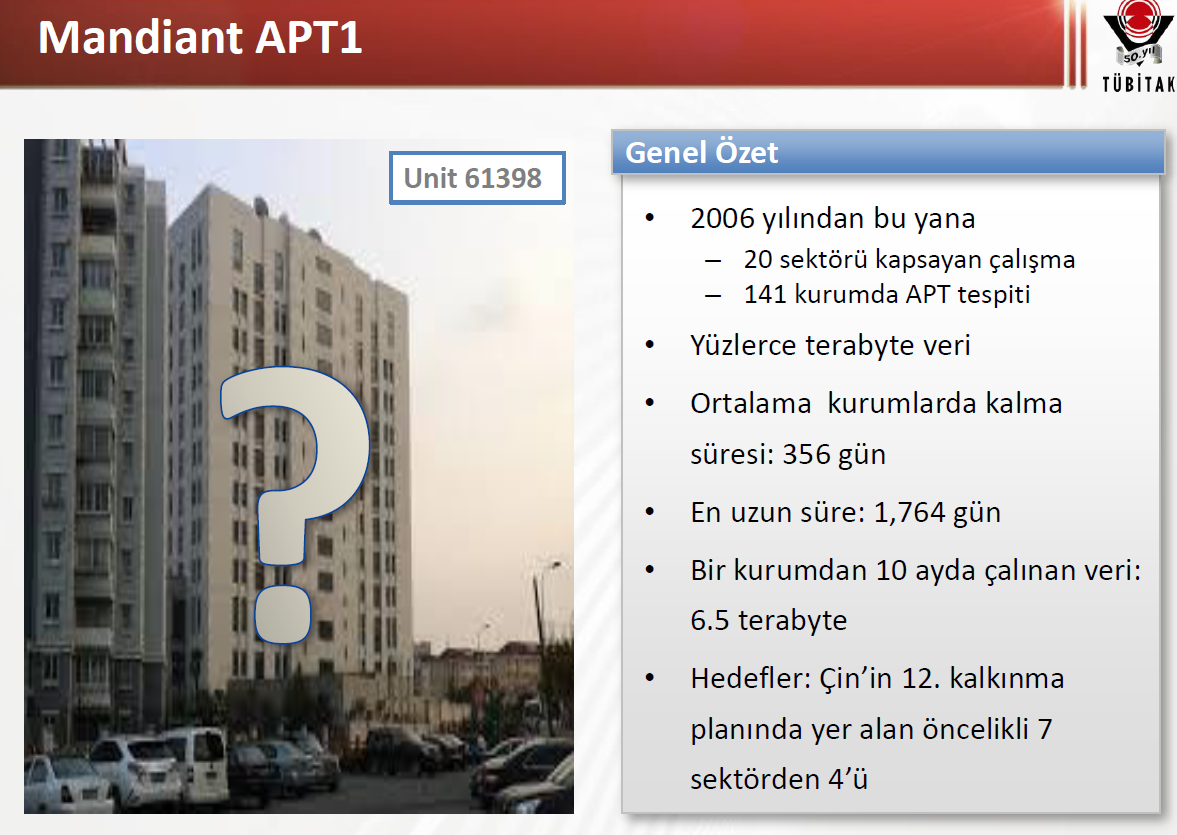 Mandiant APT1
50.yıl
TÜBİTAK
Unit 61398
?
Genel Özet
• 2006 yılından bu yana
– 20 sektörü kapsayan çalışma
– 141 kurumda APT tespiti
• Yüzlerce terabyte veri
• Ortalama kurumlarda kalma
süresi: 356 gün
• En uzun süre: 1,764 gün
• Bir kurumdan 10 ayda çalınan veri:
6.5 terabyte
• Hedefler: Çin’in 12. kalkınma
planında yer alan öncelikli 7
sektörden 4’ü